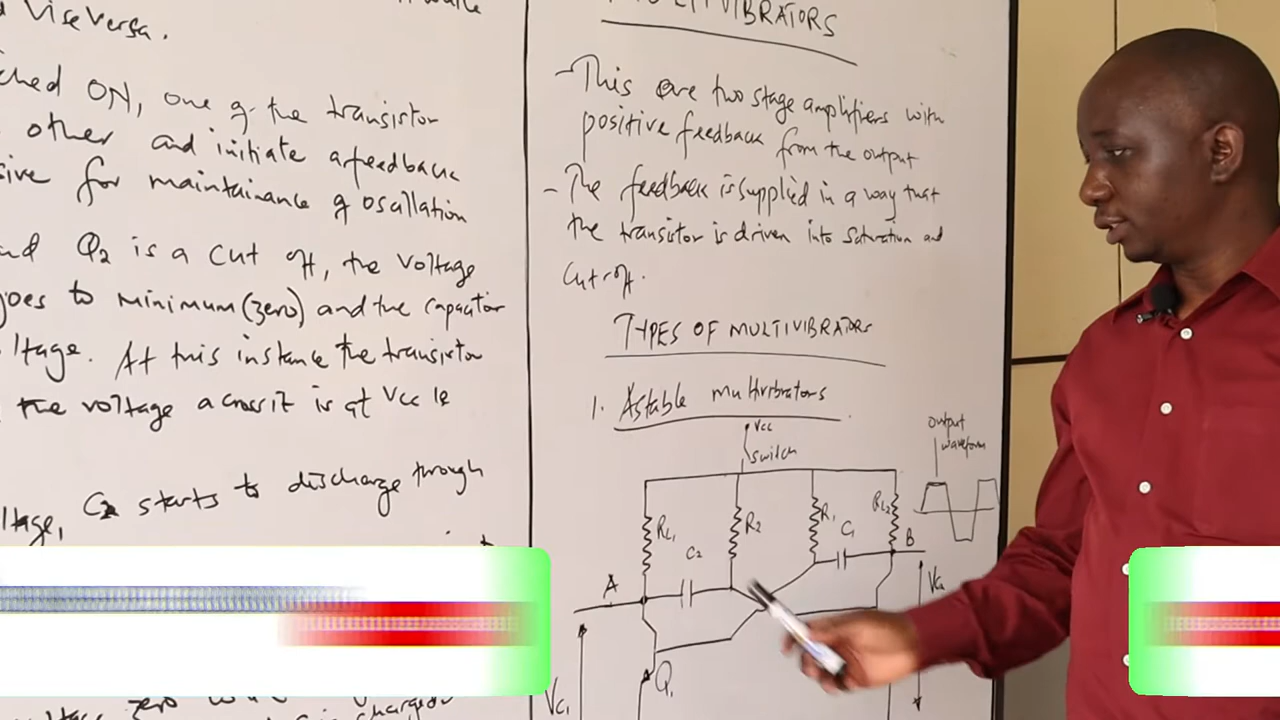 Vise Versa.
ched ON, one of the transistor
other and initiate a feedback
sive for maintainance of oscallation
and Q2 is a cut off, the voltage
goes to minimum (zero) and the capacitor
ltage. At this instance the transistor
the voltage across it is at Vcc ie
ltage, C2 starts to discharge through
MULTIVIBRATORS
- This are two stage amplifiers with
positive feedback from the output
- The feedback is supplied in a way that
the transistor is driven into saturation and
cut off.
TYPES OF MULTIVIBRATORS
1. Astable multivibrators
Vcc
switch
output
waveform
RL1
C2
R2
R1
C1
RL2
B
A
Q1
VC1